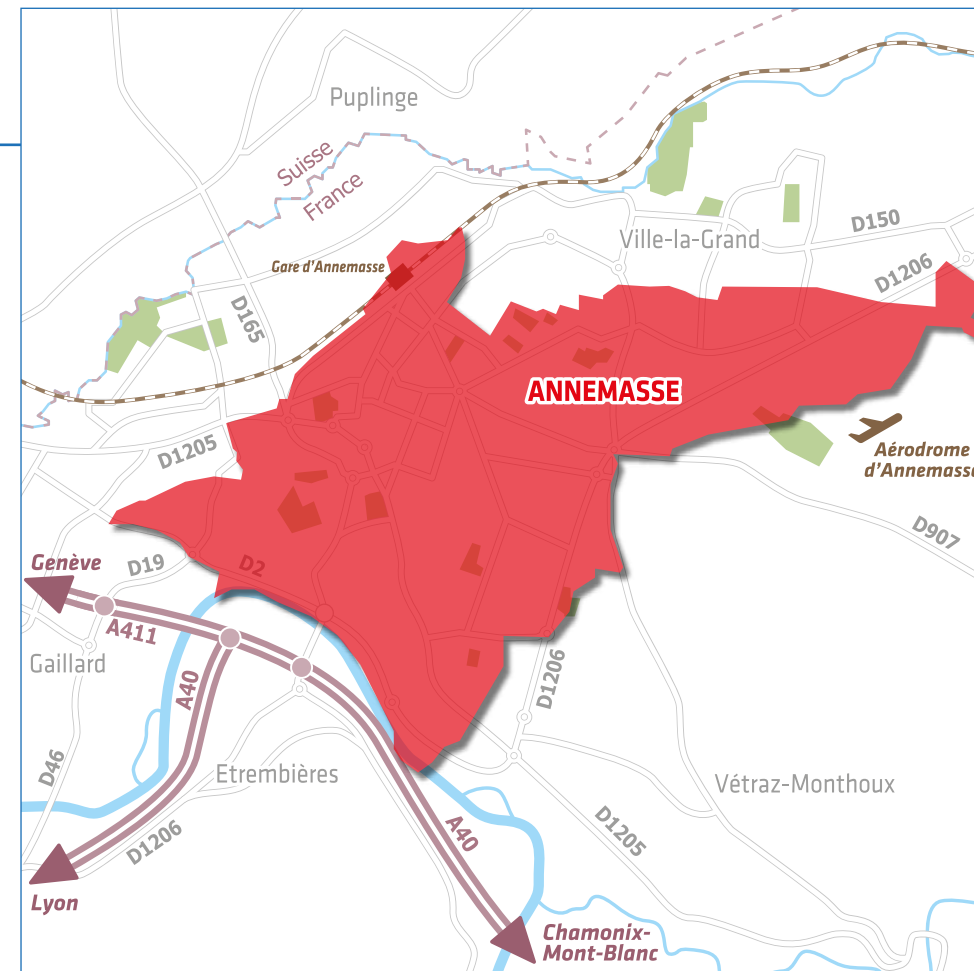 Puplinge
Suisse
France
D150
Ville-la-Grand
Gare d'Annemasse
D1206
D165
ANNEMASSE
Aérodrome
d'Annemasse
D1205
D907
Genève
D19
D2
A411
Gaillard
A40
D1206
D46
Etrembières
Vétraz-Monthoux
D1206
A40
D1205
Lyon
Chamonix-
Mont-Blanc